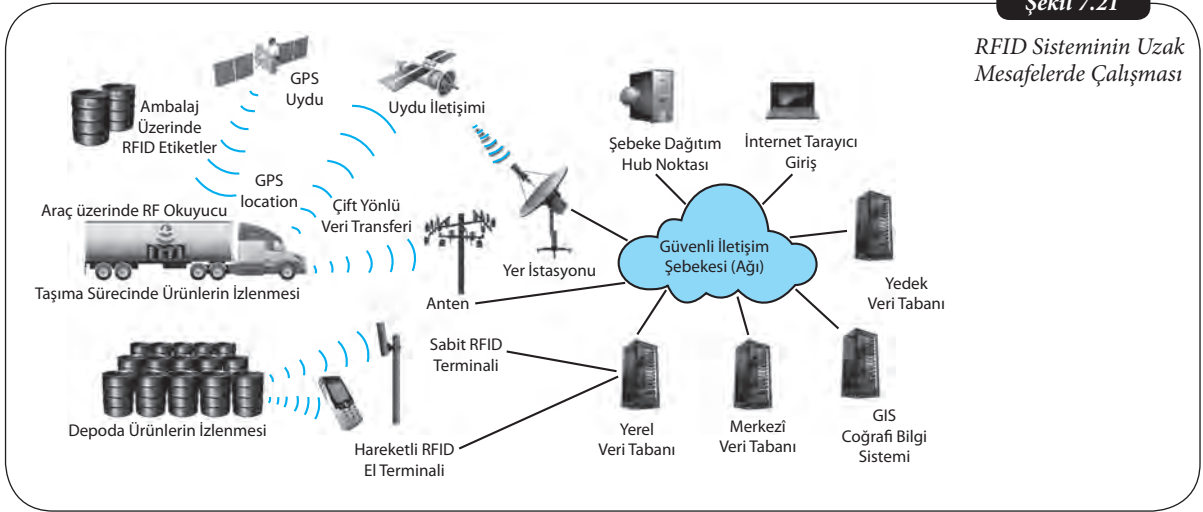 Şekil 7.21
RFID Sisteminin Uzak
Mesafelerde Çalışması
GPS
Uydu
Uydu İletişimi
Ambalaj
Üzerinde
RFID Etiketler
Şebeke Dağıtım
Hub Noktası
İnternet Tarayıcı
Giriş
GPS
location
Araç üzerinde RF Okuyucu
Çift Yönlü
Veri Transferi
Güvenli İletişim
Şebekesi (Ağı)
Yer İstasyonu
Taşıma Sürecinde Ürünlerin İzlenmesi
Anten
Yedek
Veri Tabanı
Sabit RFID
Terminali
Depoda Ürünlerin İzlenmesi
Hareketli RFID
El Terminali
Yerel
Veri Tabanı
Merkezî
Veri Tabanı
GIS
Coğrafi Bilgi
Sistemi